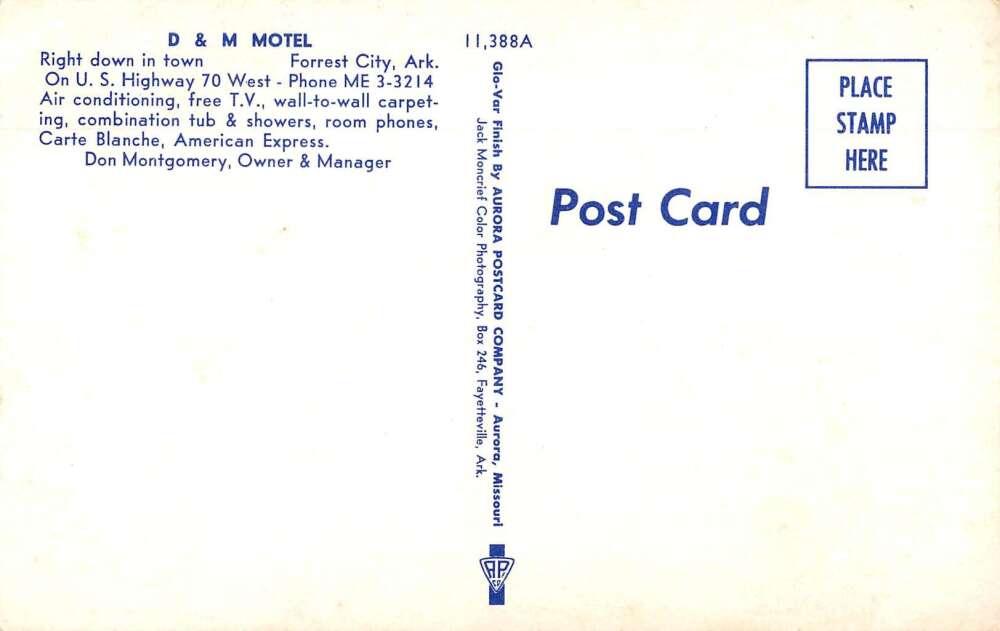 D & M MOTEL
Right down in town Forrest City, Ark.
On U. S. Highway 70 West - Phone ME 3-3214
Air conditioning, free T.V., wall-to-wall carpet-
ing, combination tub & showers, room phones,
Carte Blanche, American Express.
Don Montgomery, Owner & Manager
11,388A
Glo-Var Finish By AURORA POSTCARD COMPANY - Aurora, Missouri
Jack Moncrief Color Photography, Box 246, Fayetteville, Ark.
PLACE
STAMP
HERE
Post Card
APCO